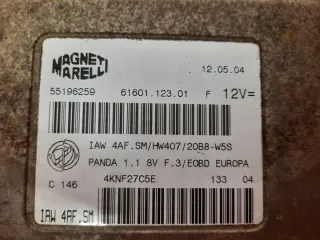 MAGNETI
MARELLI
12.05.04
55196259 61601.123.01 F 12V=
IAW 4AF.SM/HW407/20B8-W5S
PANDA 1.1 8V F.3/EOBD EUROPA
C 146 4KNF27C5E 133 04
IAW 4AF.SM